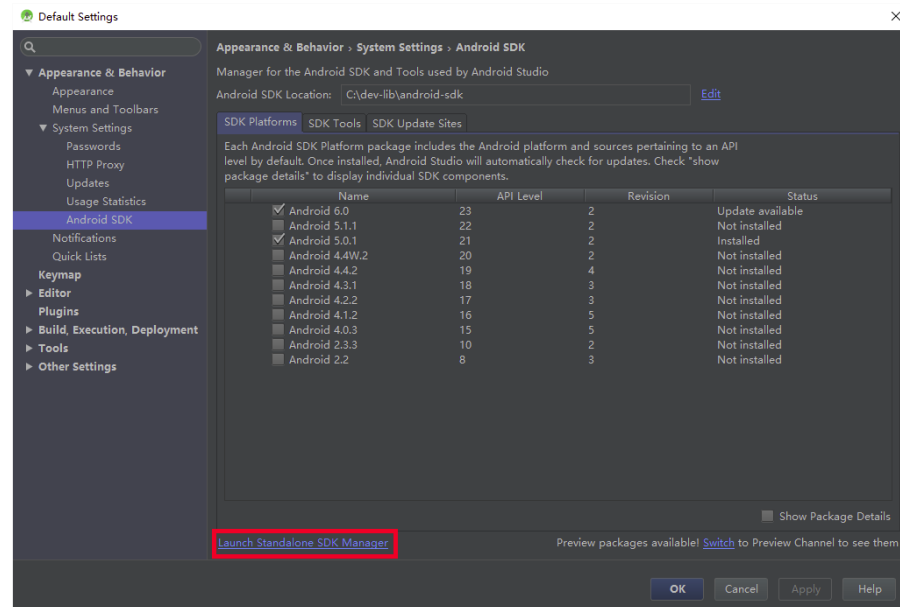 Default Settings
Appearance & Behavior › System Settings › Android SDK
▼ Appearance & Behavior
Appearance
Menus and Toolbars
▼ System Settings
Passwords
HTTP Proxy
Updates
Usage Statistics
Android SDK
Notifications
Quick Lists
Keymap
▶ Editor
Plugins
▶ Build, Execution, Deployment
▶ Tools
▶ Other Settings
Manager for the Android SDK and Tools used by Android Studio
Android SDK Location: C:\dev-lib\android-sdk Edit
SDK Platforms SDK Tools SDK Update Sites
Each Android SDK Platform package includes the Android platform and sources pertaining to an API
level by default. Once installed, Android Studio will automatically check for updates. Check "show
package details" to display individual SDK components.
Name API Level Revision Status
Android 6.0 23 2 Update available
Android 5.1.1 22 2 Not installed
Android 5.0.1 21 2 Installed
Android 4.4W.2 20 2 Not installed
Android 4.4.2 19 4 Not installed
Android 4.3.1 18 3 Not installed
Android 4.2.2 17 3 Not installed
Android 4.1.2 16 5 Not installed
Android 4.0.3 15 5 Not installed
Android 2.3.3 10 2 Not installed
Android 2.2 8 3 Not installed
Show Package Details
Launch Standalone SDK Manager Preview packages available! Switch to Preview Channel to see them
OK Cancel Apply Help